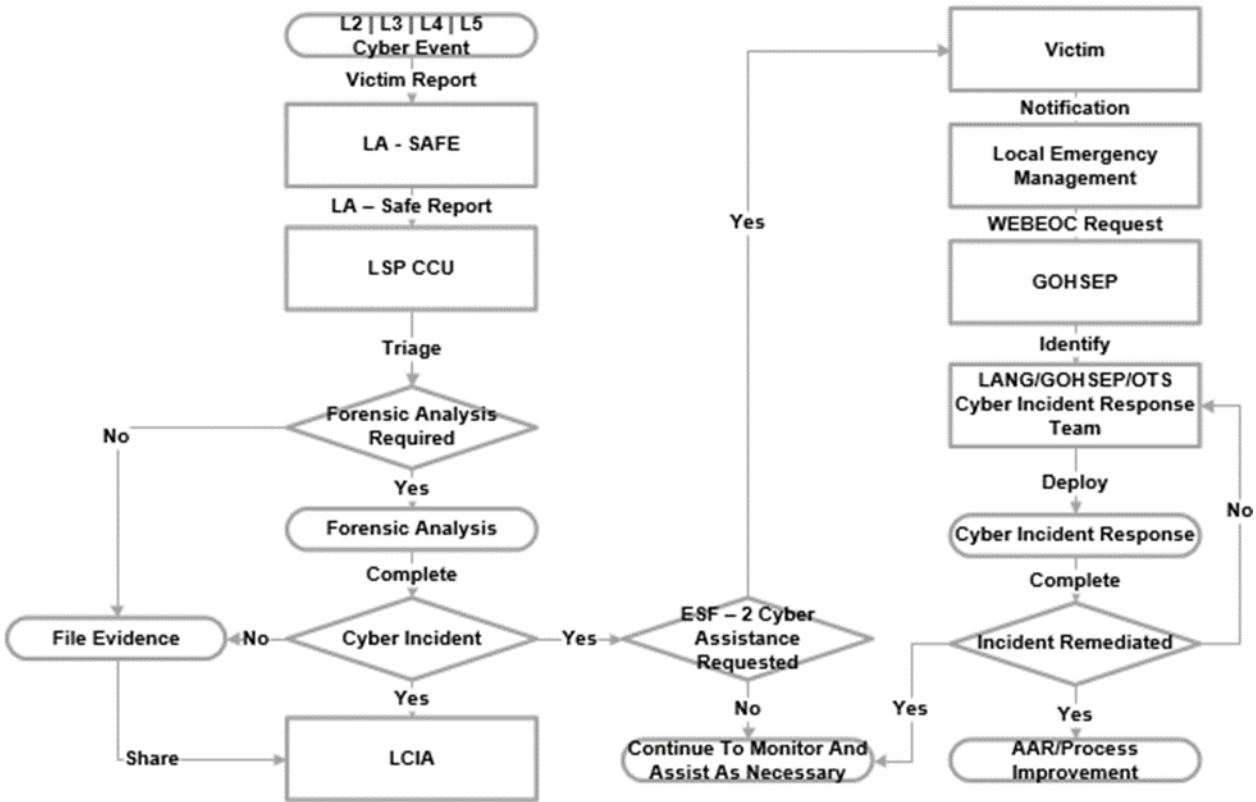 L2 | L3 | L4 | L5
Cyber Event
Victim Report
LA - SAFE
LA – Safe Report
LSP CCU
Triage
Forensic Analysis
Required
No
Yes
Forensic Analysis
Complete
File Evidence
No
Cyber Incident
Yes
Yes
Share
LCIA
Yes
ESF – 2 Cyber
Assistance
Requested
No
Continue To Monitor And
Assist As Necessary
Victim
Notification
Local Emergency
Management
WEBEOC Request
GOHSEP
Identify
LANG/GOHSEP/OTS
Cyber Incident Response
Team
Deploy
No
Cyber Incident Response
Complete
Incident Remediated
Yes
Yes
AAR/Process
Improvement